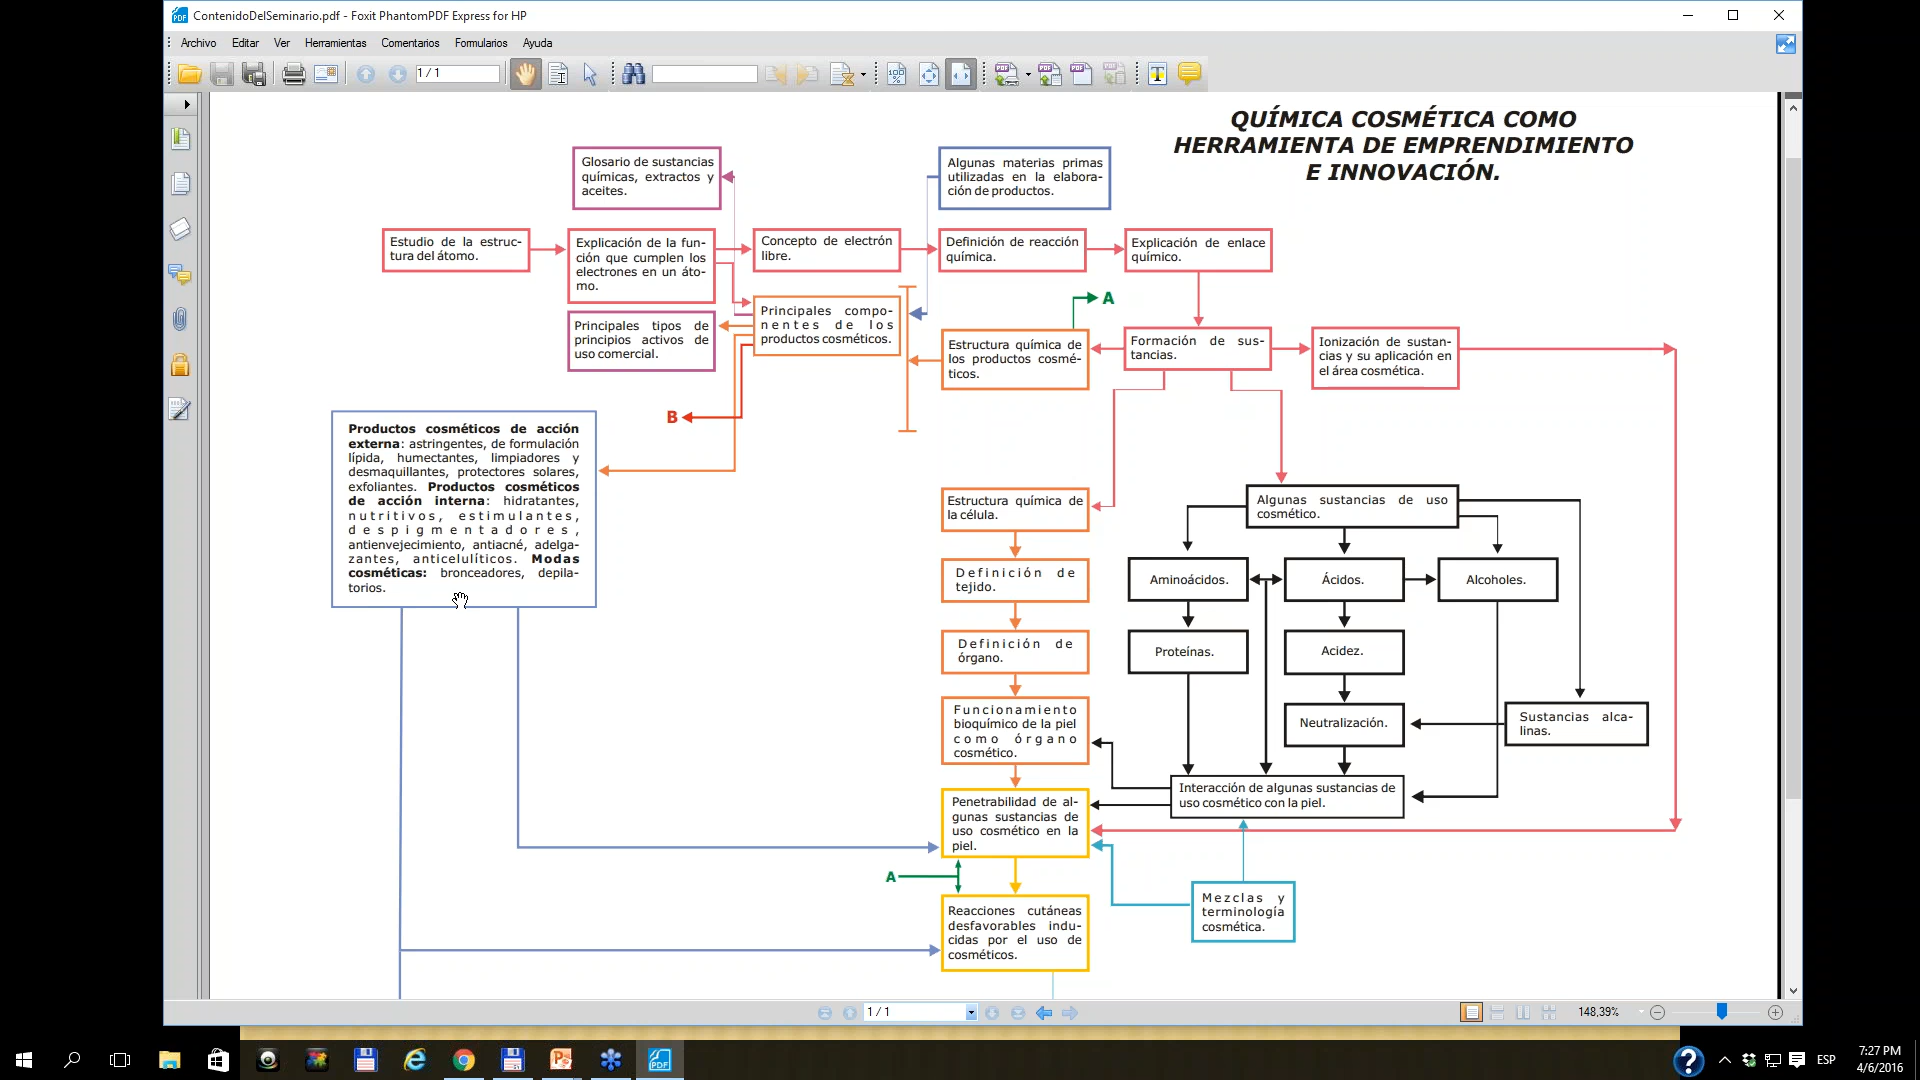 ContenidoDelSeminario.pdf - Foxit PhantomPDF Express for HP
Archivo Editar Ver Herramientas Comentarios Formularios Ayuda
1 / 1
QUÍMICA COSMÉTICA COMO
HERRAMIENTA DE EMPRENDIMIENTO
E INNOVACIÓN.
Glosario de sustancias
químicas, extractos y
aceites.
Algunas materias primas
utilizadas en la elabora-
ción de productos.
Estudio de la estruc-
tura del átomo.
Explicación de la fun-
ción que cumplen los
electrones en un áto-
mo.
Concepto de electrón
libre.
Definición de reacción
química.
Explicación de enlace
químico.
Principales tipos de
principios activos de
uso comercial.
Principales compo-
nentes de los
productos cosméticos.
A
Estructura química de
los productos cosmé-
ticos.
Formación de sus-
tancias.
Ionización de sustan-
cias y su aplicación en
el área cosmética.
B
Productos cosméticos de acción
externa: astringentes, de formulación
lípida, humectantes, limpiadores y
desmaquillantes, protectores solares,
exfoliantes. Productos cosméticos
de acción interna: hidratantes,
nutritivos, estimulantes,
despigmentadores,
antienvejecimiento, antiacné, adelga-
zantes, anticelulíticos. Modas
cosméticas: bronceadores, depila-
torios.
Estructura química de
la célula.
Algunas sustancias de uso
cosmético.
Definición de
tejido.
Aminoácidos.
Ácidos.
Alcoholes.
Definición de
órgano.
Proteínas.
Acidez.
Funcionamiento
bioquímico de la piel
como órgano
cosmético.
Neutralización.
Sustancias alca-
linas.
Interacción de algunas sustancias de
uso cosmético con la piel.
Penetrabilidad de al-
gunas sustancias de
uso cosmético en la
piel.
A
Mezclas y
terminología
cosmética.
Reacciones cutáneas
desfavorables indu-
cidas por el uso de
cosméticos.
1 / 1
148,39%
ESP
7:27 PM
4/6/2016